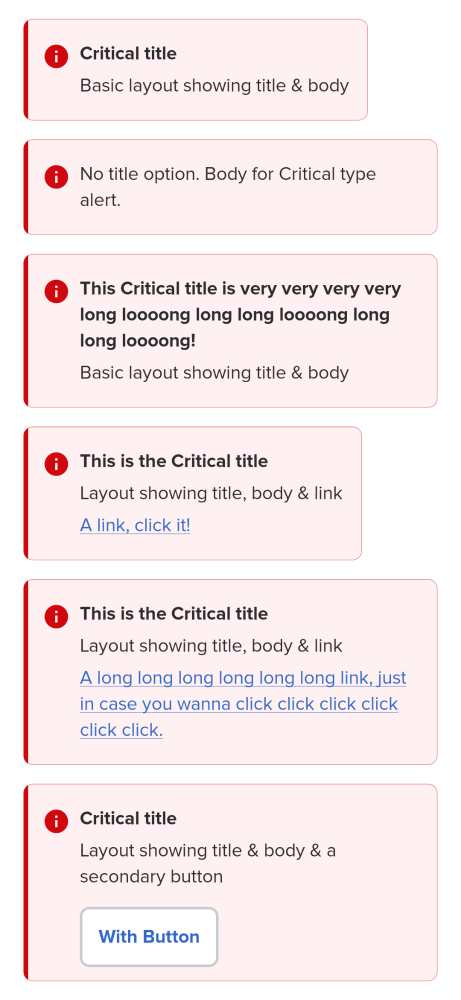 Critical title
Basic layout showing title & body
No title option. Body for Critical type
alert.
This Critical title is very very very very
long loooong long long loooong long
long loooong!
Basic layout showing title & body
This is the Critical title
Layout showing title, body & link
A link, click it!
This is the Critical title
Layout showing title, body & link
A long long long long long long link, just
in case you wanna click click click click
click click.
Critical title
Layout showing title & body & a
secondary button
With Button